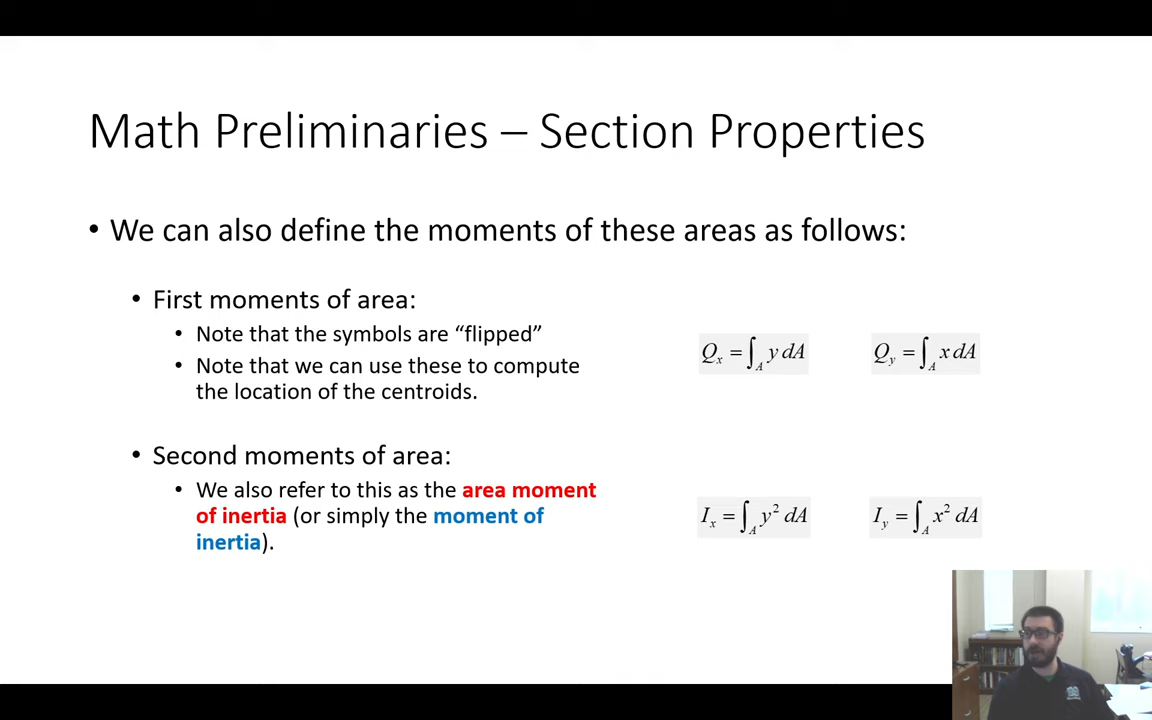 Math Preliminaries – Section Properties
• We can also define the moments of these areas as follows:
• First moments of area:
• Note that the symbols are “flipped”
• Note that we can use these to compute
the location of the centroids.
Qₓ = ∫_A y dA
Q_y = ∫_A x dA
• Second moments of area:
• We also refer to this as the area moment
of inertia (or simply the moment of
inertia).
Iₓ = ∫_A y² dA
I_y = ∫_A x² dA